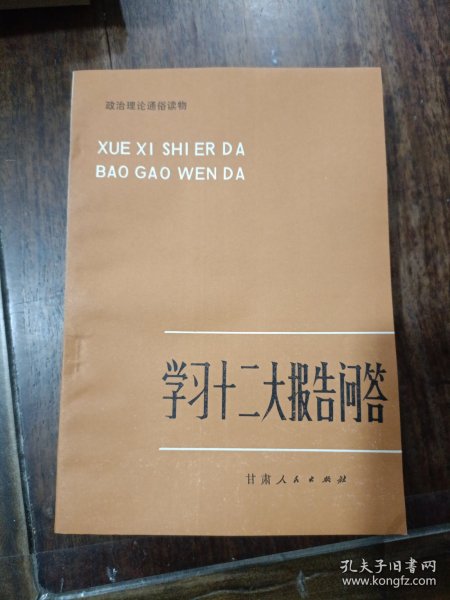 政治理论通俗读物
XUE XI SHI ER DA
BAO GAO WEN DA
学习十二大报告问答
甘肃人民出版社
孔夫子旧书网
www.kongfz.com